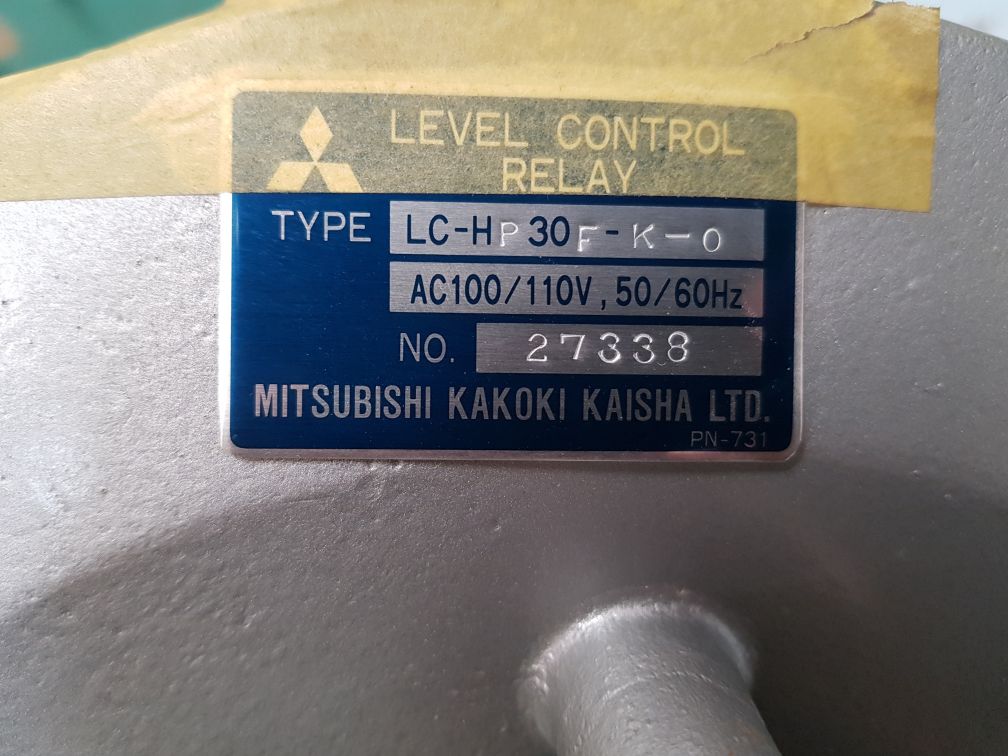 LEVEL CONTROL
RELAY
TYPE LC-HP30F-K-0
AC100/110V, 50/60Hz
NO. 27338
MITSUBISHI KAKOKI KAISHA LTD.
PN-731